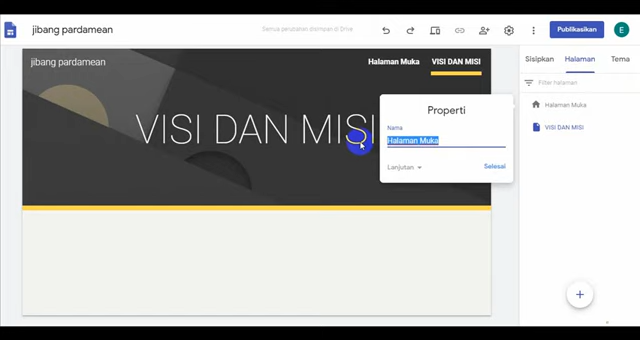 jibang pardamean
Semua perubahan disimpan di Drive
Publikasikan
E
jibang pardamean
Halaman Muka
VISI DAN MISI
Sisipkan
Halaman
Tema
Filter halaman
Halaman Muka
VISI DAN MISI
VISI DAN MISI
Properti
Nama
Halaman Muka
Lanjutan
Selesai